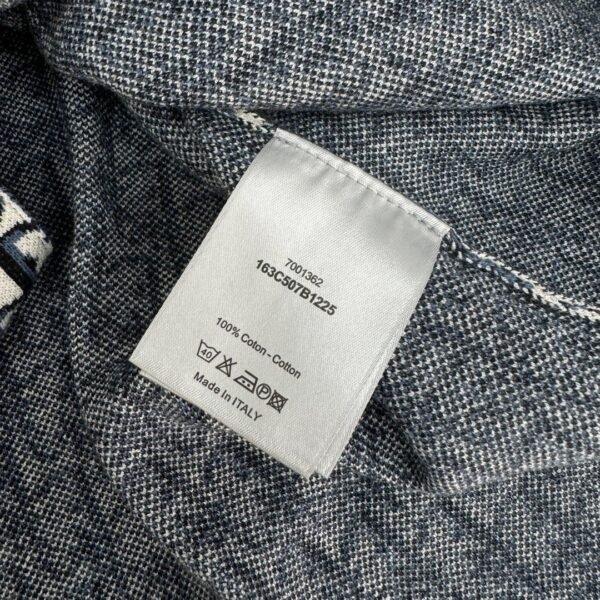 7001362
163C507B1225
100% Coton - Cotton
40
Made in ITALY